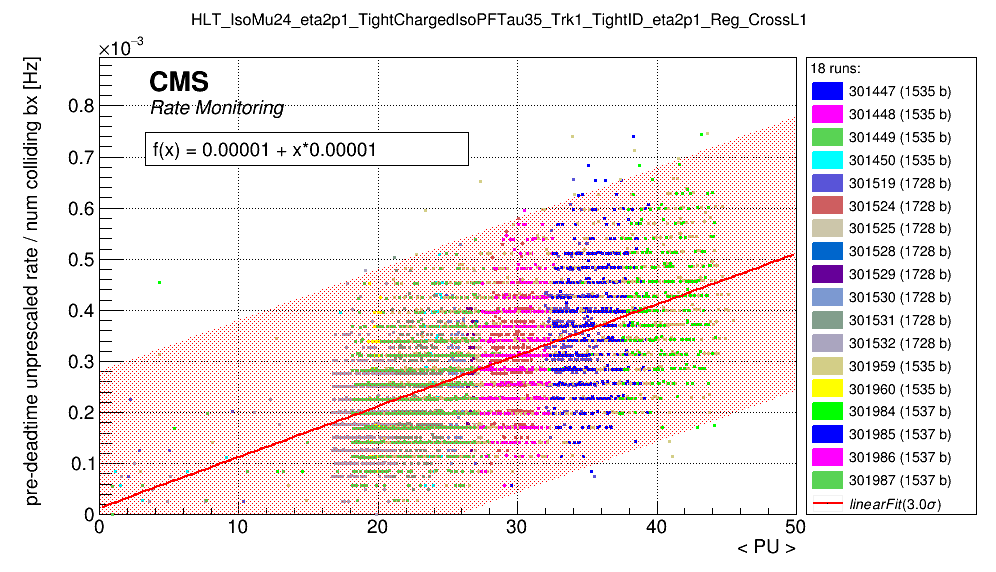 HLT_IsoMu24_eta2p1_TightChargedIsoPFTau35_Trk1_TightID_eta2p1_Reg_CrossL1
×10⁻³
CMS
Rate Monitoring
f(x) = 0.00001 + x*0.00001
pre-deadtime unprescaled rate / num colliding bx [Hz]
0.8
0.7
0.6
0.5
0.4
0.3
0.2
0.1
0
0 10 20 30 40 50
< PU >
18 runs:
301447 (1535 b)
301448 (1535 b)
301449 (1535 b)
301450 (1535 b)
301519 (1728 b)
301524 (1728 b)
301525 (1728 b)
301528 (1728 b)
301529 (1728 b)
301530 (1728 b)
301531 (1728 b)
301532 (1728 b)
301959 (1535 b)
301960 (1535 b)
301984 (1537 b)
301985 (1537 b)
301986 (1537 b)
301987 (1537 b)
linearFit(3.0σ)